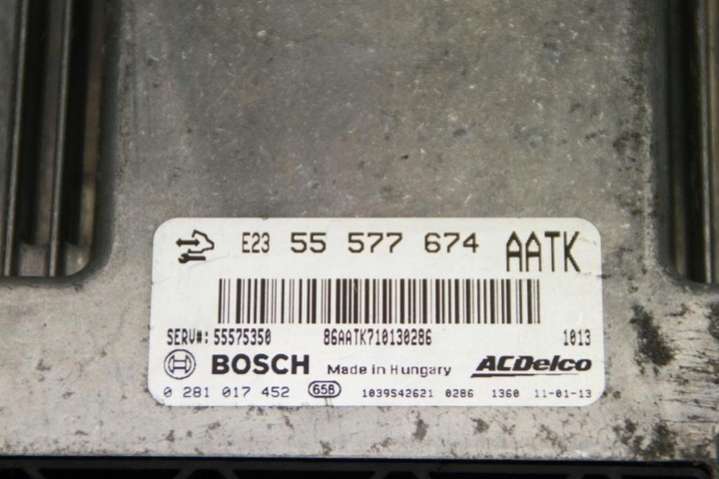 E23 55 577 674 AATK
SERV#: 55575350 86AATK710130286 1013
BOSCH Made in Hungary ACDelco
0 281 017 452 658 1039S42621 0286 1360 11-01-13